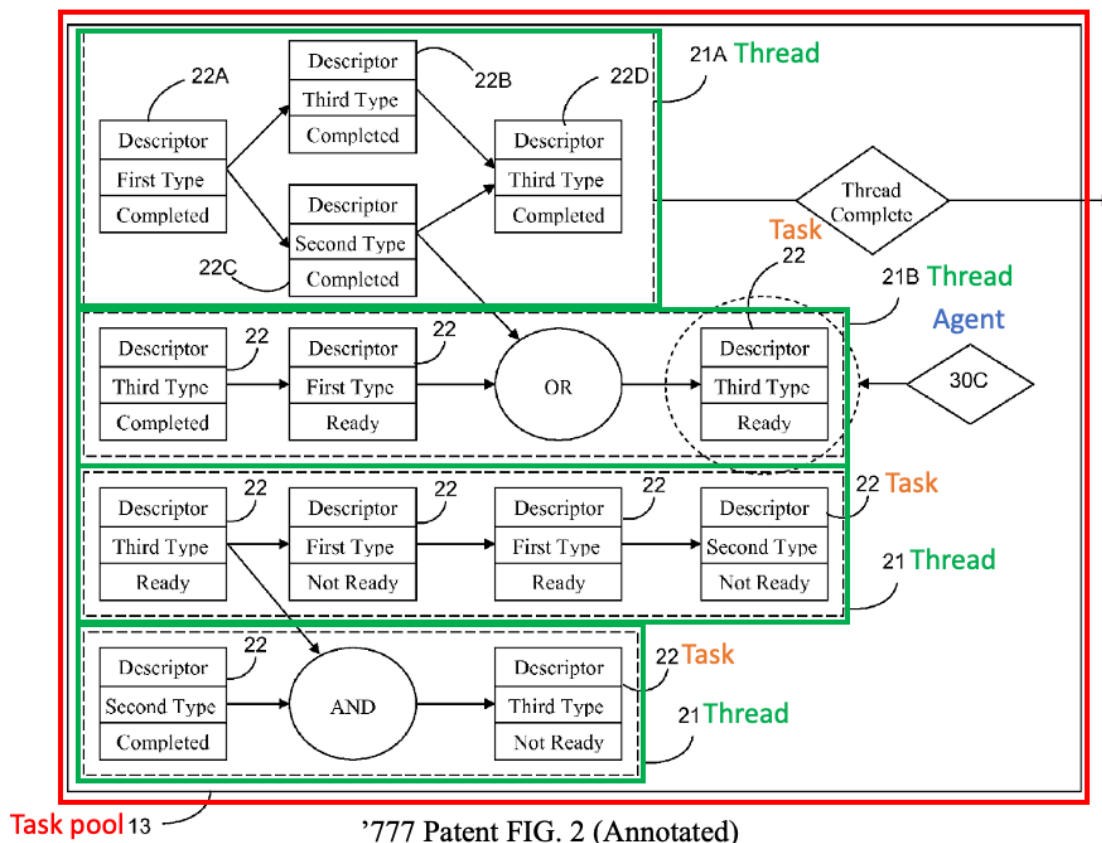 21A Thread
22A
Descriptor
Third Type
Completed
22B
22D
Descriptor
First Type
Completed
Descriptor
Third Type
Completed
Thread
Complete
Descriptor
Second Type
Completed
22C
Task
22
21B Thread
Agent
Descriptor
Third Type
Completed
22
Descriptor
First Type
Ready
22
OR
Descriptor
Third Type
Ready
30C
Descriptor
Third Type
Ready
22
Descriptor
First Type
Not Ready
22
Descriptor
First Type
Ready
22
Descriptor
Second Type
Not Ready
22 Task
21 Thread
Descriptor
Second Type
Completed
22
AND
Descriptor
Third Type
Not Ready
22 Task
21 Thread
Task pool 13
’777 Patent FIG. 2 (Annotated)